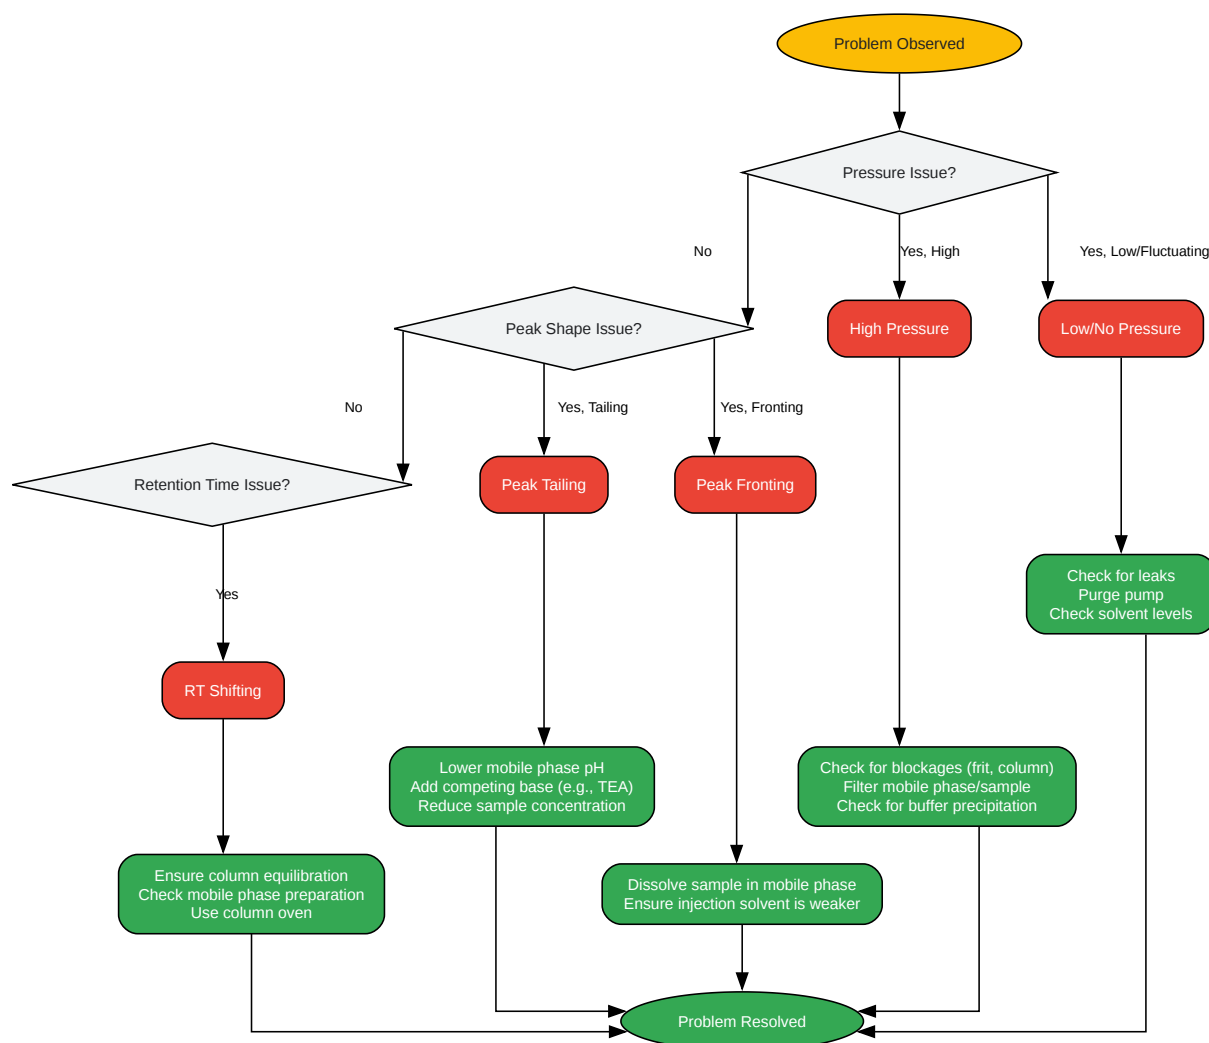 Problem Observed
Pressure Issue?
No
Yes, High
Yes, Low/Fluctuating
Peak Shape Issue?
High Pressure
Low/No Pressure
No
Yes, Tailing
Yes, Fronting
Retention Time Issue?
Peak Tailing
Peak Fronting
Check for leaks
Purge pump
Check solvent levels
Yes
RT Shifting
Lower mobile phase pH
Add competing base (e.g., TEA)
Reduce sample concentration
Check for blockages (frit, column)
Filter mobile phase/sample
Check for buffer precipitation
Ensure column equilibration
Check mobile phase preparation
Use column oven
Dissolve sample in mobile phase
Ensure injection solvent is weaker
Problem Resolved